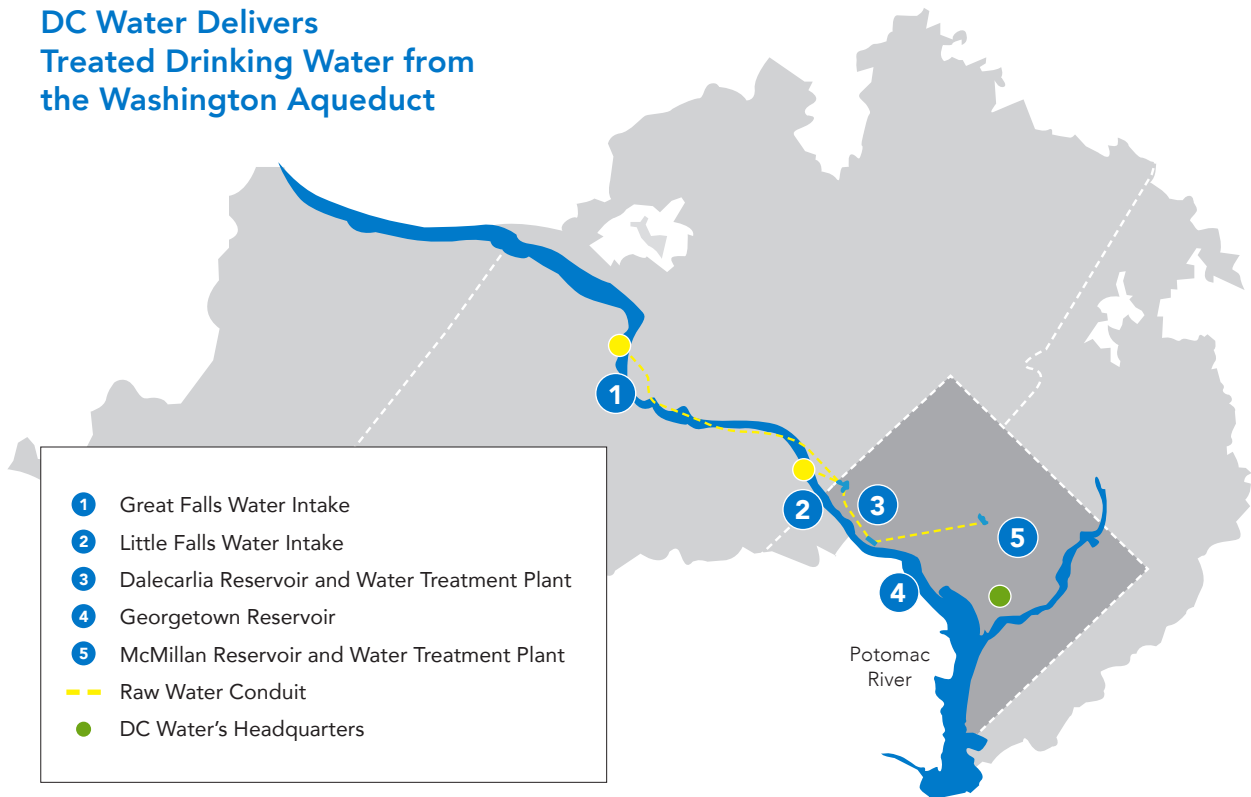 DC Water Delivers
Treated Drinking Water from
the Washington Aqueduct
1
2
3
5
4
Potomac
River
1 Great Falls Water Intake
2 Little Falls Water Intake
3 Dalecarlia Reservoir and Water Treatment Plant
4 Georgetown Reservoir
5 McMillan Reservoir and Water Treatment Plant
Raw Water Conduit
DC Water's Headquarters